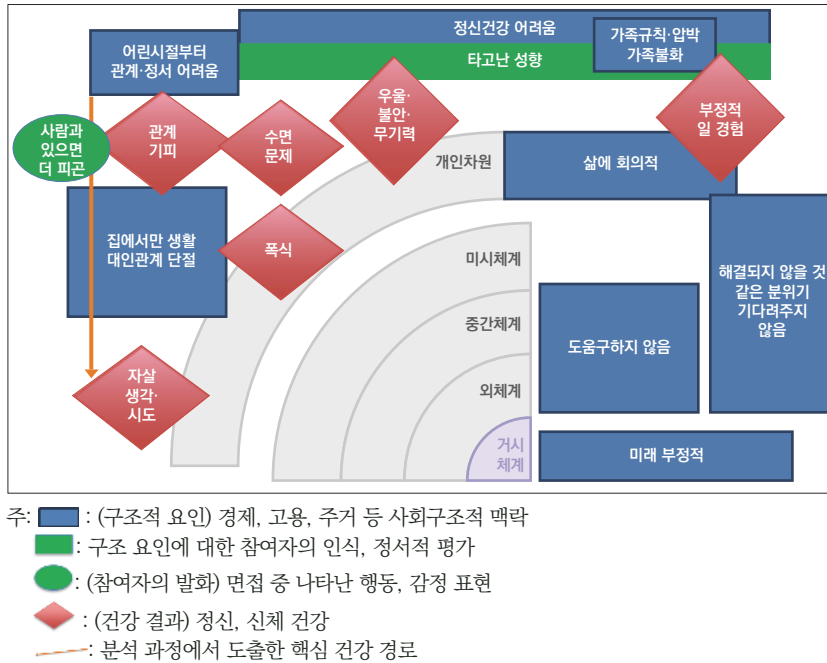 정신건강 어려움
타고난 성향
가족규칙·압박
가족불화
어린시절부터
관계·정서 어려움
사람과
있으면
더 피곤
관계
기피
수면
문제
우울·
불안·
무기력
부정적
일 경험
개인차원
삶에 회의적
집에서만 생활
대인관계 단절
폭식
미시체계
중간체계
외체계
거시
체계
해결되지 않을 것
같은 분위기
기다려주지
않음
도움구하지 않음
자살
생각·
시도
미래 부정적
주: : (구조적 요인) 경제, 고용, 주거 등 사회구조적 맥락
: 구조 요인에 대한 참여자의 인식, 정서적 평가
: (참여자의 발화) 면접 중 나타난 행동, 감정 표현
: (건강 결과) 정신, 신체 건강
: 분석 과정에서 도출한 핵심 건강 경로